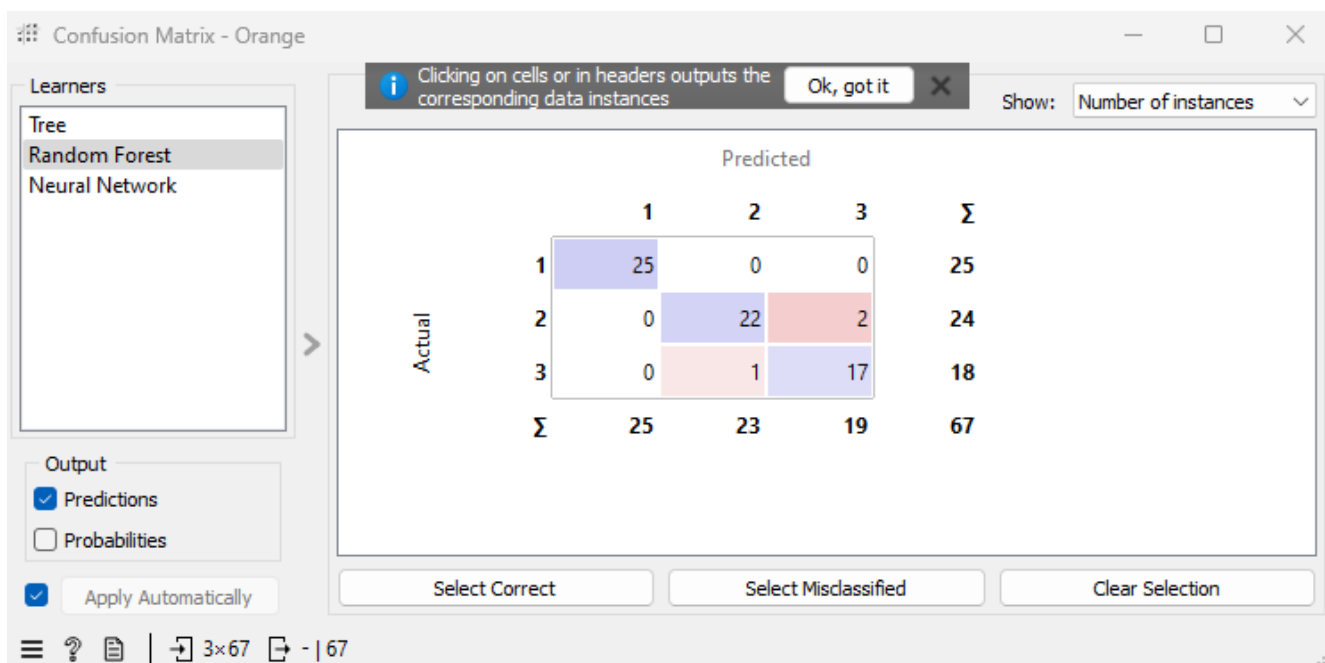 Confusion Matrix - Orange
Learners
Tree
Random Forest
Neural Network
Output
Predictions
Probabilities
Apply Automatically
Clicking on cells or in headers outputs the
corresponding data instances
Ok, got it
Show: Number of instances
Predicted
1 2 3 Σ
Actual
1 25 0 0 25
2 0 22 2 24
3 0 1 17 18
Σ 25 23 19 67
Select Correct Select Misclassified Clear Selection
3×67 - | 67